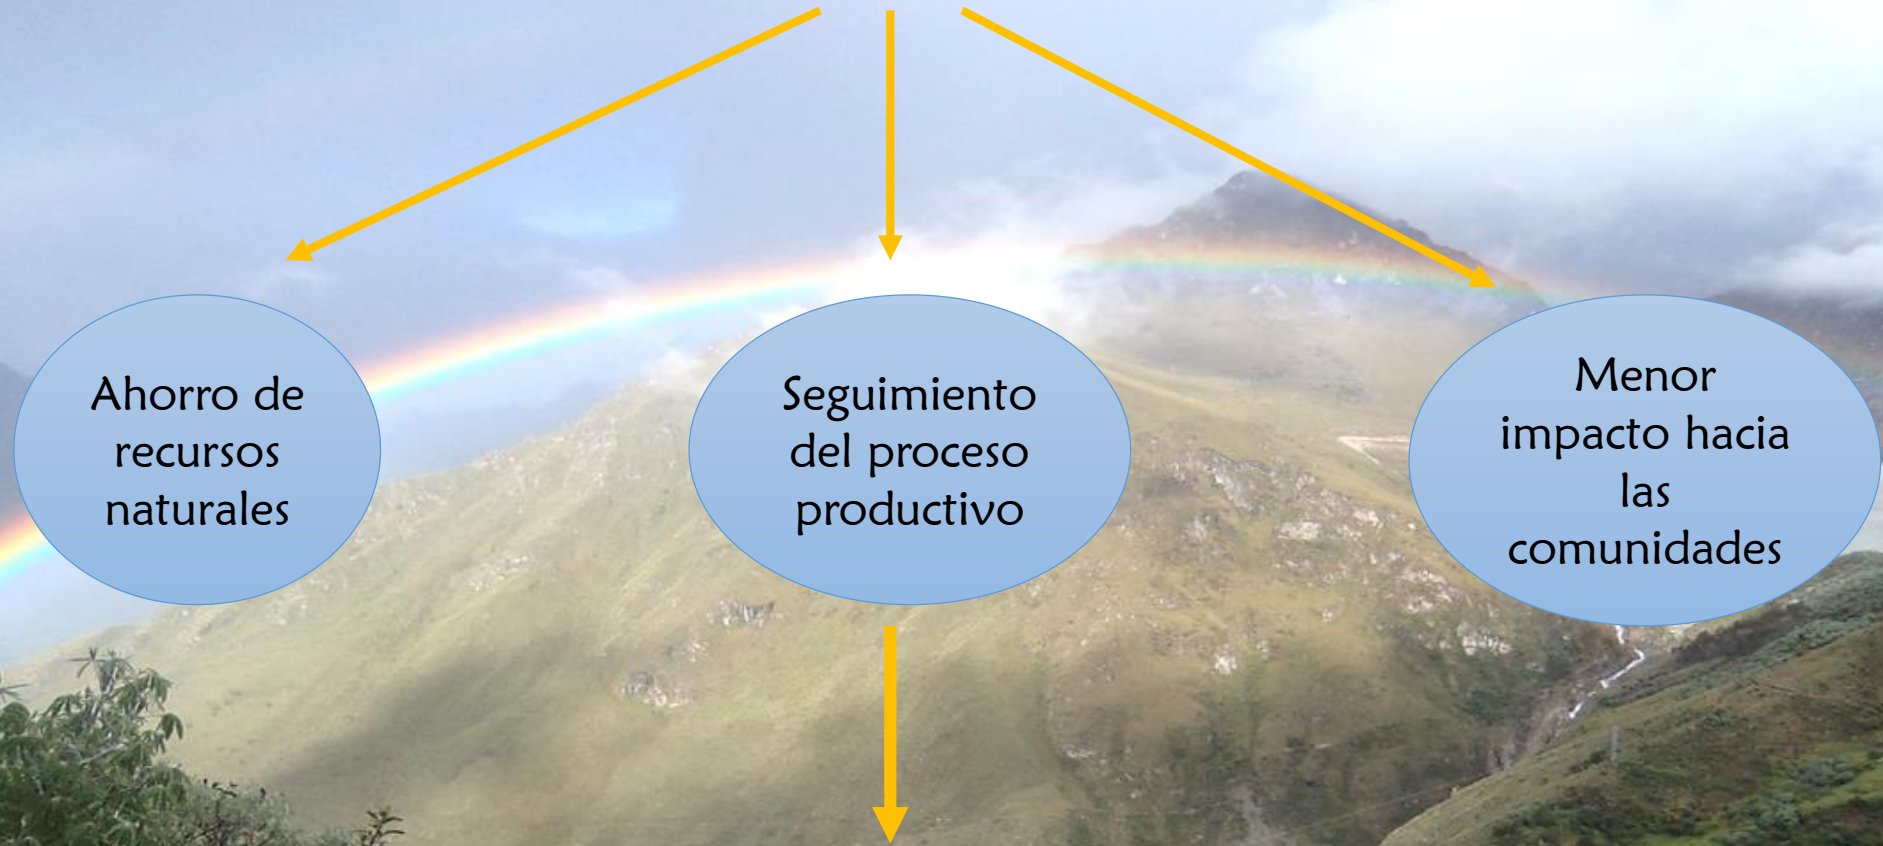 Ahorro de
recursos
naturales
Seguimiento
del proceso
productivo
Menor
impacto hacia
las
comunidades